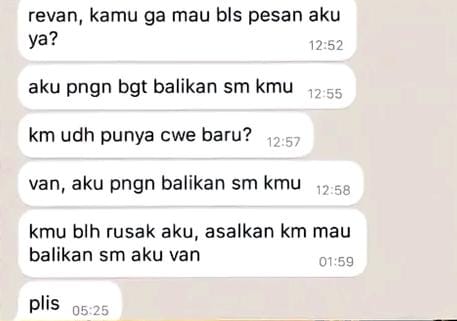 revan, kamu ga mau bls pesan aku
ya?
12:52
aku pngn bgt balikan sm kmu 12:55
km udh punya cwe baru? 12:57
van, aku pngn balikan sm kmu 12:58
kmu blh rusak aku, asalkan km mau
balikan sm aku van
01:59
plis 05:25